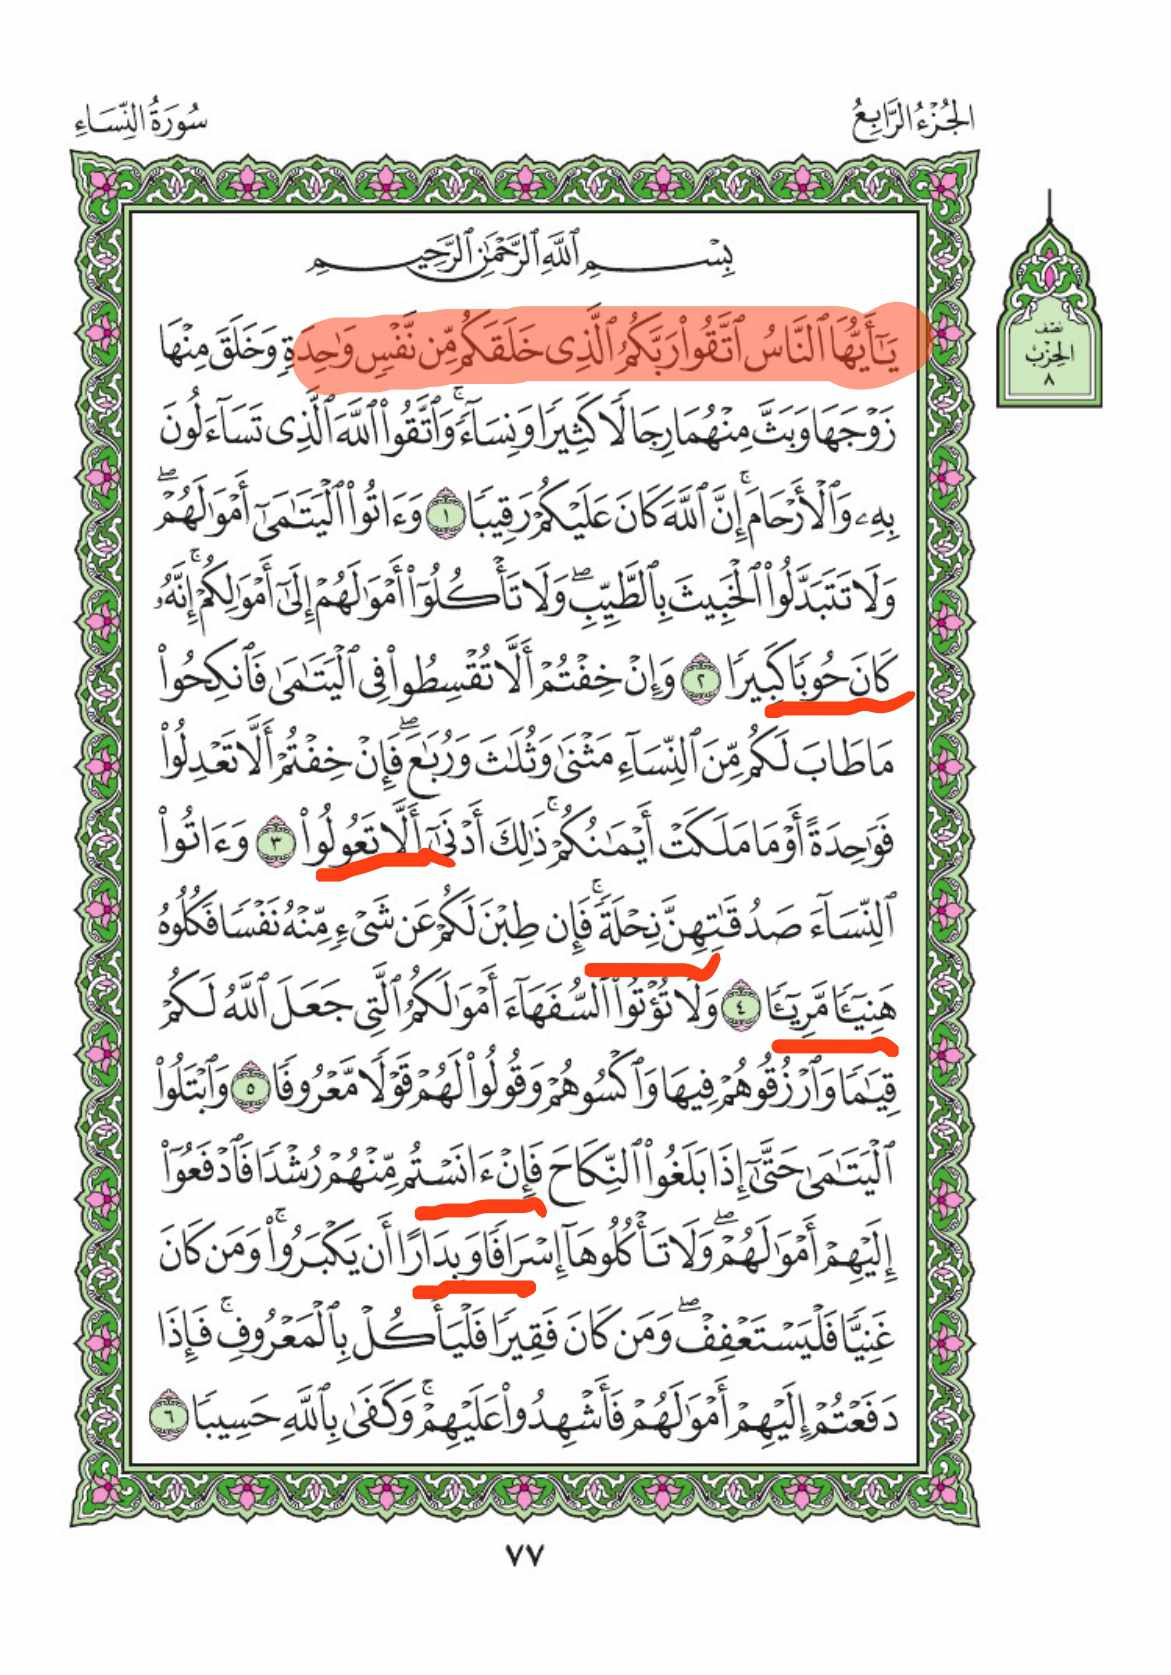 الجُزْءُ الرَّابِعُ
سُورَةُ النِّسَاءِ
نصف
الحِزْب
٨
بِسْمِ ٱللَّهِ ٱلرَّحْمَٰنِ ٱلرَّحِيمِ
يَٰٓأَيُّهَا ٱلنَّاسُ ٱتَّقُوا۟ رَبَّكُمُ ٱلَّذِى خَلَقَكُم مِّن نَّفْسٍ وَٰحِدَةٍ وَخَلَقَ مِنْهَا
زَوْجَهَا وَبَثَّ مِنْهُمَا رِجَالًا كَثِيرًا وَنِسَآءً ۚ وَٱتَّقُوا۟ ٱللَّهَ ٱلَّذِى تَسَآءَلُونَ
بِهِۦ وَٱلْأَرْحَامَ ۚ إِنَّ ٱللَّهَ كَانَ عَلَيْكُمْ رَقِيبًا ١ وَءَاتُوا۟ ٱلْيَتَٰمَىٰٓ أَمْوَٰلَهُمْ ۖ
وَلَا تَتَبَدَّلُوا۟ ٱلْخَبِيثَ بِٱلطَّيِّبِ ۖ وَلَا تَأْكُلُوٓا۟ أَمْوَٰلَهُمْ إِلَىٰٓ أَمْوَٰلِكُمْ ۚ إِنَّهُۥ
كَانَ حُوبًا كَبِيرًا ٢ وَإِنْ خِفْتُمْ أَلَّا تُقْسِطُوا۟ فِى ٱلْيَتَٰمَىٰ فَٱنكِحُوا۟
مَا طَابَ لَكُم مِّنَ ٱلنِّسَآءِ مَثْنَىٰ وَثُلَٰثَ وَرُبَٰعَ ۖ فَإِنْ خِفْتُمْ أَلَّا تَعْدِلُوا۟
فَوَٰحِدَةً أَوْ مَا مَلَكَتْ أَيْمَٰنُكُمْ ۚ ذَٰلِكَ أَدْنَىٰٓ أَلَّا تَعُولُوا۟ ٣ وَءَاتُوا۟
ٱلنِّسَآءَ صَدُقَٰتِهِنَّ نِحْلَةً ۚ فَإِن طِبْنَ لَكُمْ عَن شَىْءٍ مِّنْهُ نَفْسًا فَكُلُوهُ
هَنِيٓـًٔا مَّرِيٓـًٔا ٤ وَلَا تُؤْتُوا۟ ٱلسُّفَهَآءَ أَمْوَٰلَكُمُ ٱلَّتِى جَعَلَ ٱللَّهُ لَكُمْ
قِيَٰمًا وَٱرْزُقُوهُمْ فِيهَا وَٱكْسُوهُمْ وَقُولُوا۟ لَهُمْ قَوْلًا مَّعْرُوفًا ٥ وَٱبْتَلُوا۟
ٱلْيَتَٰمَىٰ حَتَّىٰٓ إِذَا بَلَغُوا۟ ٱلنِّكَاحَ فَإِنْ ءَانَسْتُم مِّنْهُمْ رُشْدًا فَٱدْفَعُوٓا۟
إِلَيْهِمْ أَمْوَٰلَهُمْ ۖ وَلَا تَأْكُلُوهَآ إِسْرَافًا وَبِدَارًا أَن يَكْبَرُوا۟ ۚ وَمَن كَانَ
غَنِيًّا فَلْيَسْتَعْفِفْ ۖ وَمَن كَانَ فَقِيرًا فَلْيَأْكُلْ بِٱلْمَعْرُوفِ ۚ فَإِذَا
دَفَعْتُمْ إِلَيْهِمْ أَمْوَٰلَهُمْ فَأَشْهِدُوا۟ عَلَيْهِمْ ۚ وَكَفَىٰ بِٱللَّهِ حَسِيبًا ٦
٧٧